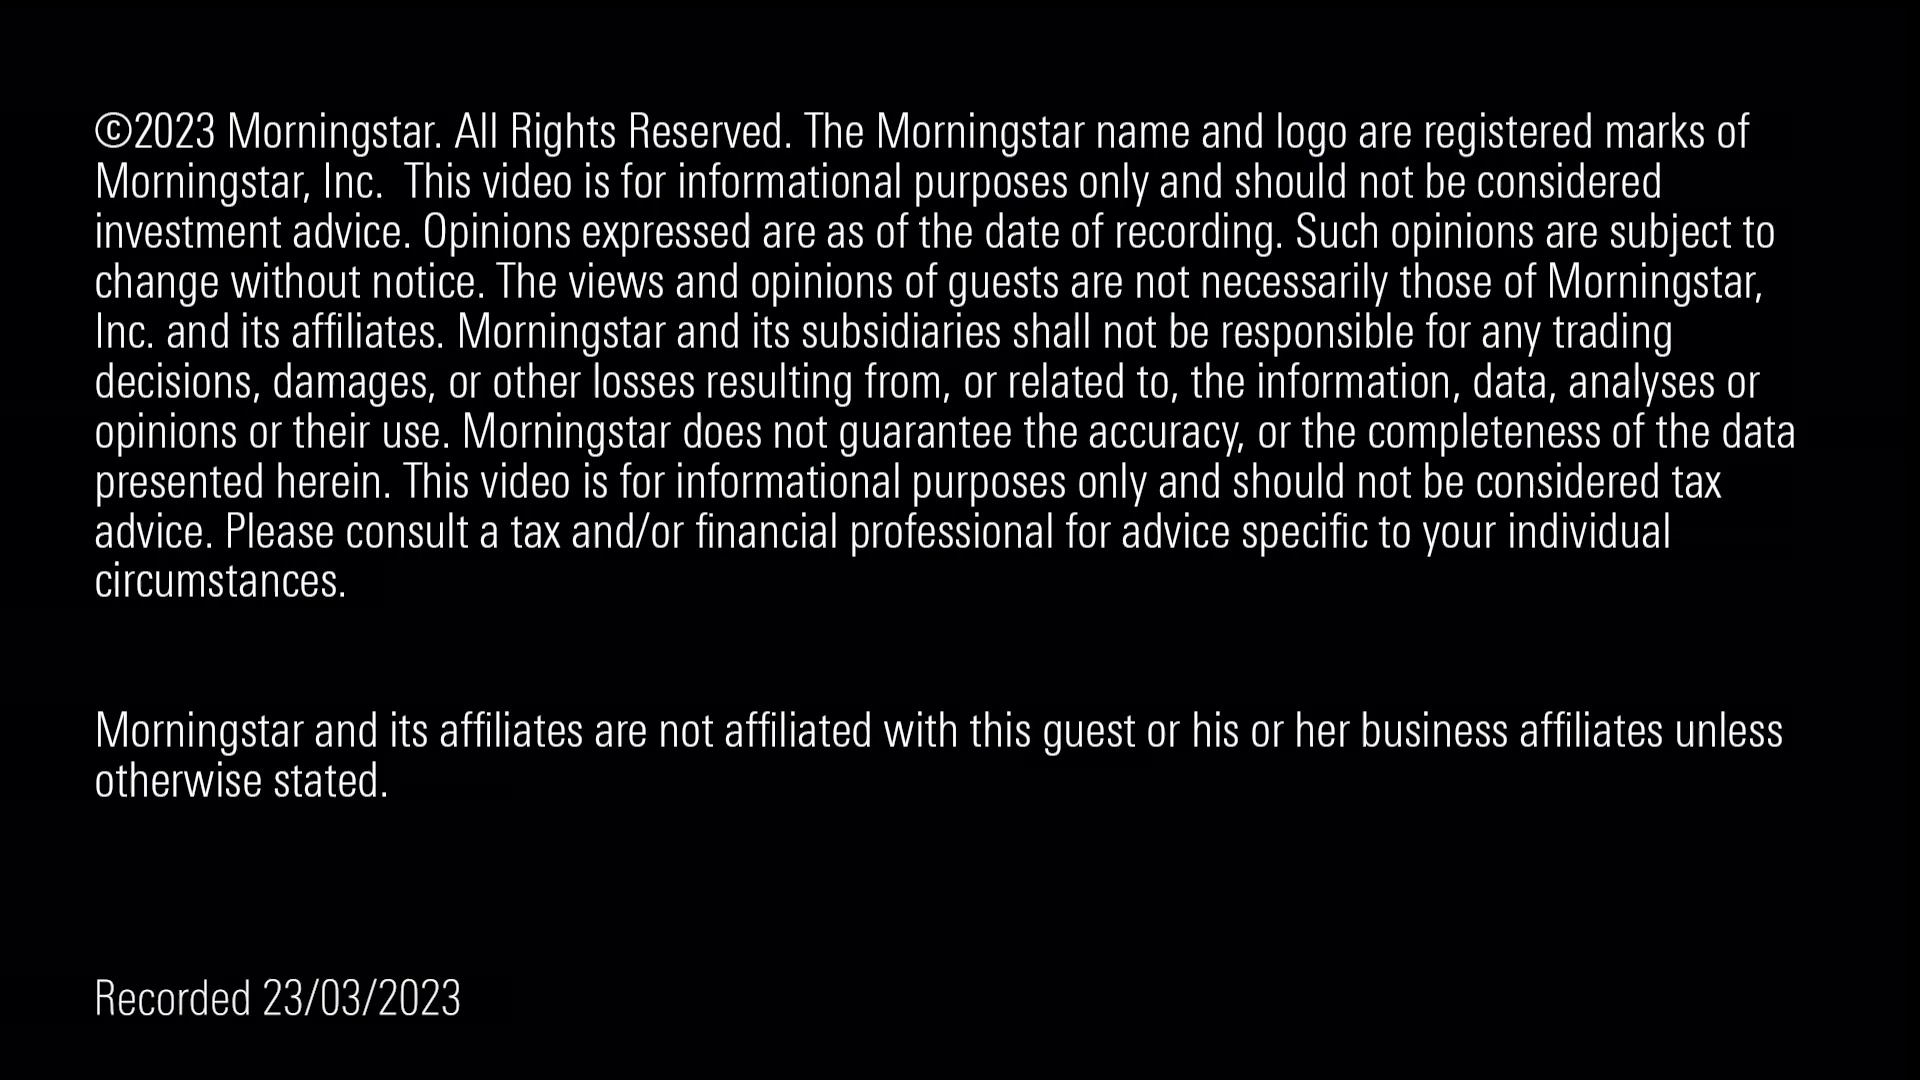 ©2023 Morningstar. All Rights Reserved. The Morningstar name and logo are registered marks of
Morningstar, Inc.  This video is for informational purposes only and should not be considered
investment advice. Opinions expressed are as of the date of recording. Such opinions are subject to
change without notice. The views and opinions of guests are not necessarily those of Morningstar,
Inc. and its affiliates. Morningstar and its subsidiaries shall not be responsible for any trading
decisions, damages, or other losses resulting from, or related to, the information, data, analyses or
opinions or their use. Morningstar does not guarantee the accuracy, or the completeness of the data
presented herein. This video is for informational purposes only and should not be considered tax
advice. Please consult a tax and/or financial professional for advice specific to your individual
circumstances.
Morningstar and its affiliates are not affiliated with this guest or his or her business affiliates unless
otherwise stated.
Recorded 23/03/2023